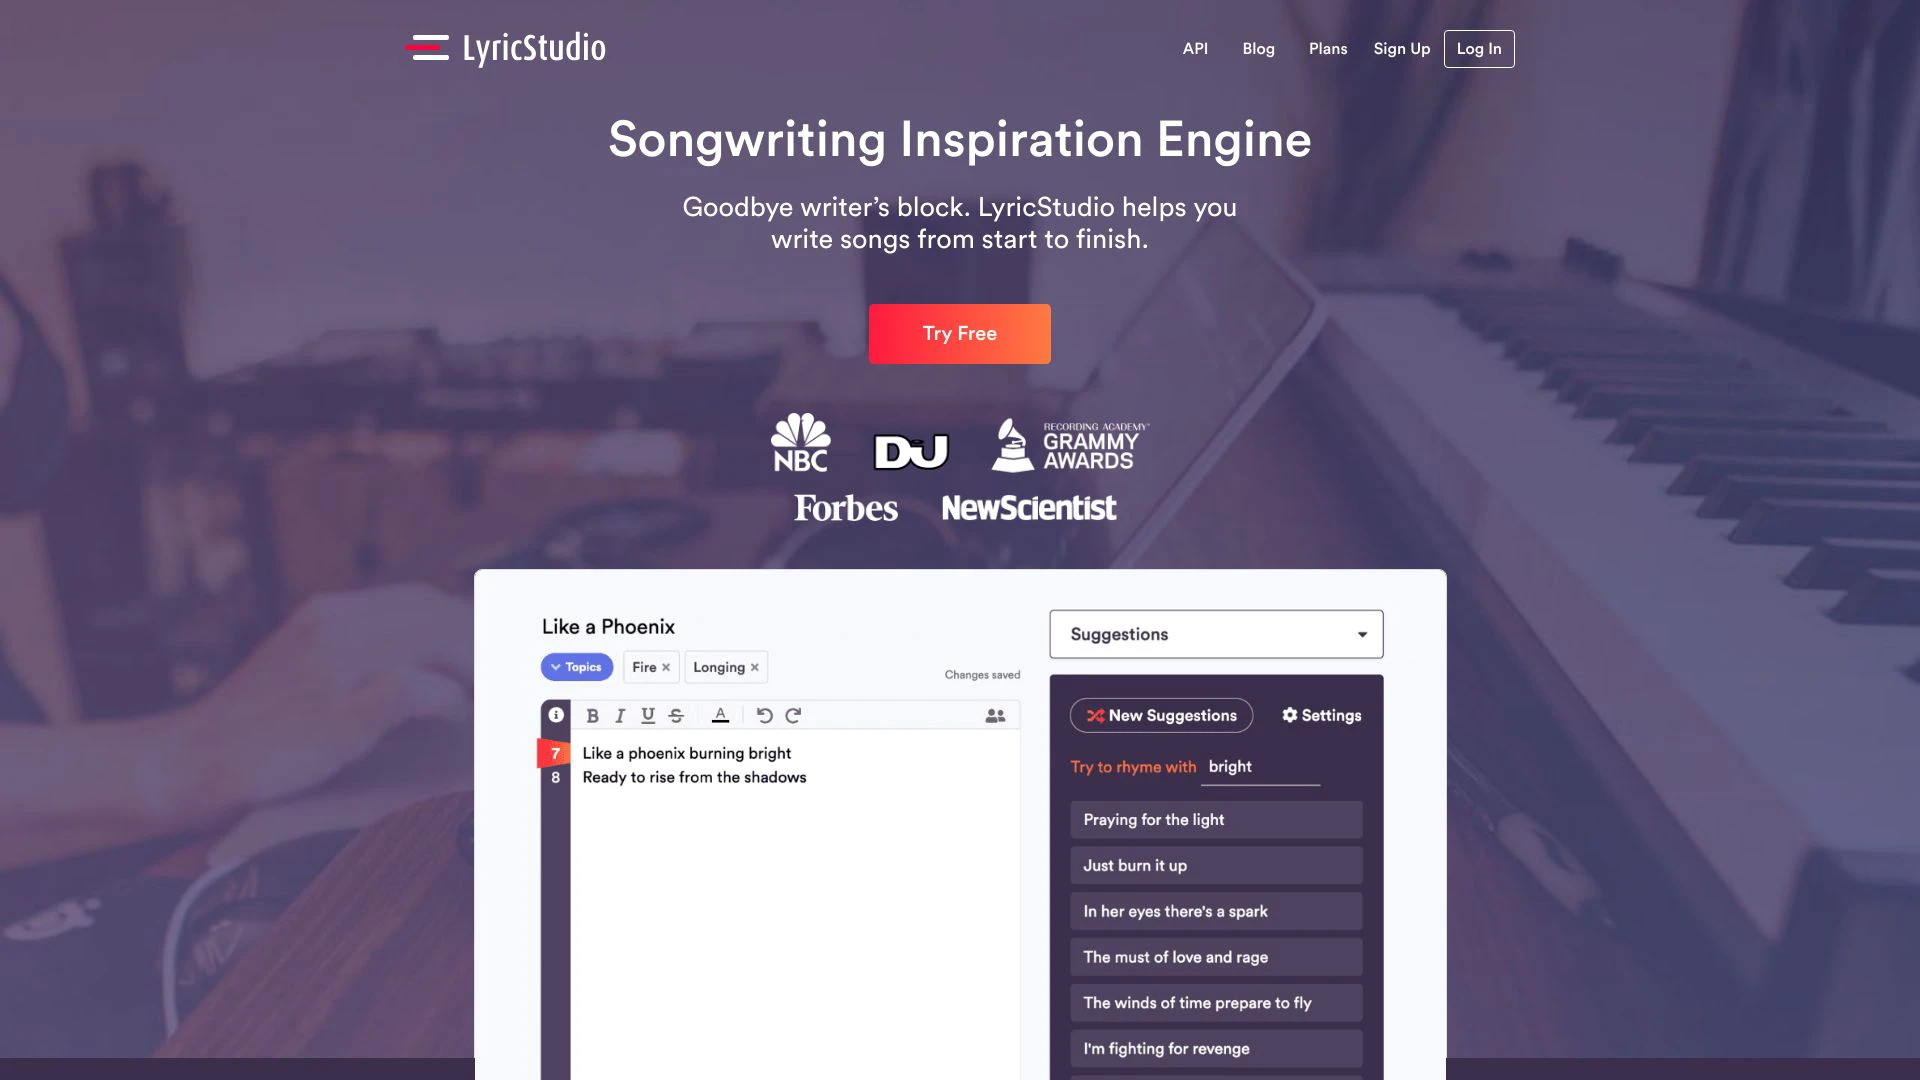 LyricStudio
API Blog Plans Sign Up Log In
Songwriting Inspiration Engine
Goodbye writer’s block. LyricStudio helps you
write songs from start to finish.
Try Free
NBC
DJ
RECORDING ACADEMY™
GRAMMY
AWARDS
Forbes
NewScientist
Like a Phoenix
Topics Fire × Longing ×
Changes saved
B I U S A
7 Like a phoenix burning bright
8 Ready to rise from the shadows
Suggestions
New Suggestions Settings
Try to rhyme with bright
Praying for the light
Just burn it up
In her eyes there's a spark
The must of love and rage
The winds of time prepare to fly
I'm fighting for revenge